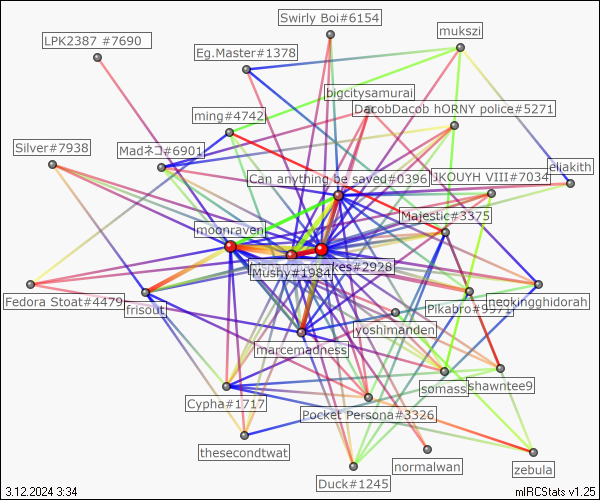 Swirly Boi#6154
mukszi
LPK2387 #7690
Eg.Master#1378
bigcitysamurai
DacobDacob hORNY police#5271
ming#4742
Silver#7938
Madネコ#6901
eliakith
Can anything be saved#0396
JKOUYH VIII#7034
Majestic#3375
moonraven
kes#2928
Mushy#1984
Fedora Stoat#4479
frisout
Pikabro#9971
neokingghidorah
yoshimanden
marcemadness
somass
shawntee9
Cypha#1717
Pocket Persona#3326
thesecondtwat
normalwan
zebula
Duck#1245
3.12.2024 3:34
mIRCStats v1.25